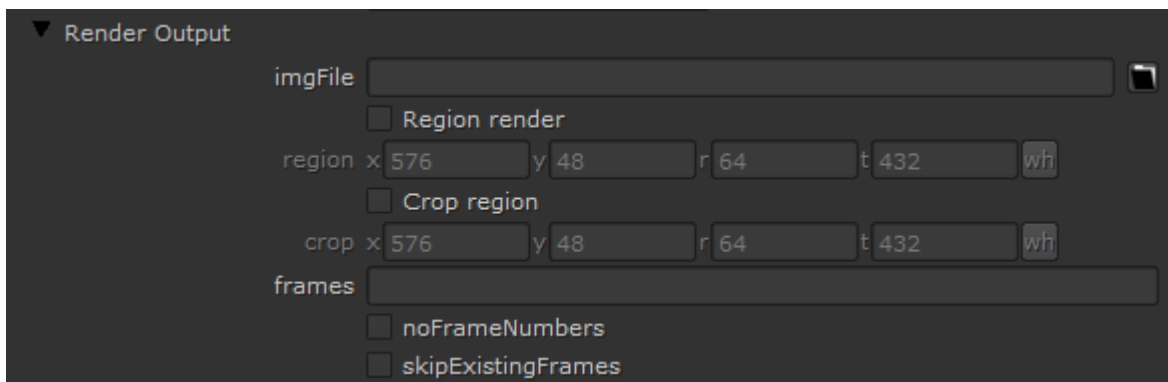 Render Output
imgFile
Region render
region x 576 y 48 r 64 t 432 wh
Crop region
crop x 576 y 48 r 64 t 432 wh
frames
noFrameNumbers
skipExistingFrames